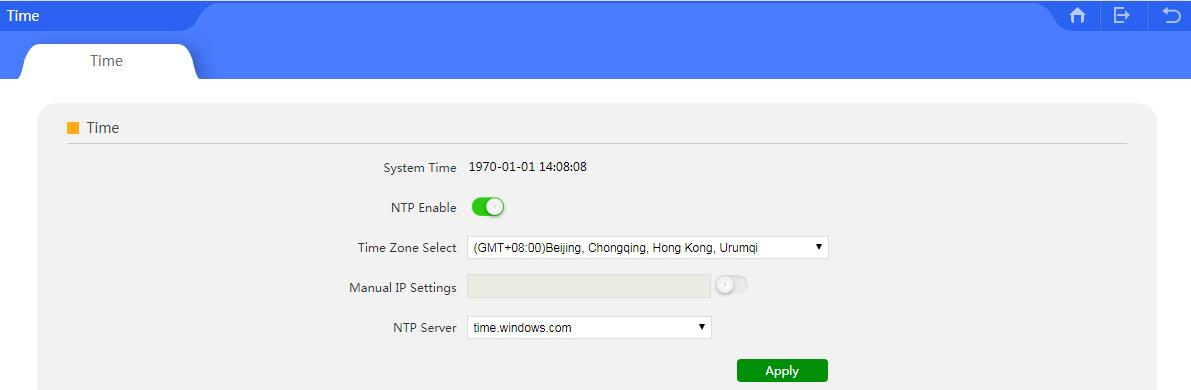 Time
Time
Time
System Time 1970-01-01 14:08:08
NTP Enable
Time Zone Select (GMT+08:00)Beijing, Chongqing, Hong Kong, Urumqi
Manual IP Settings
NTP Server time.windows.com
Apply